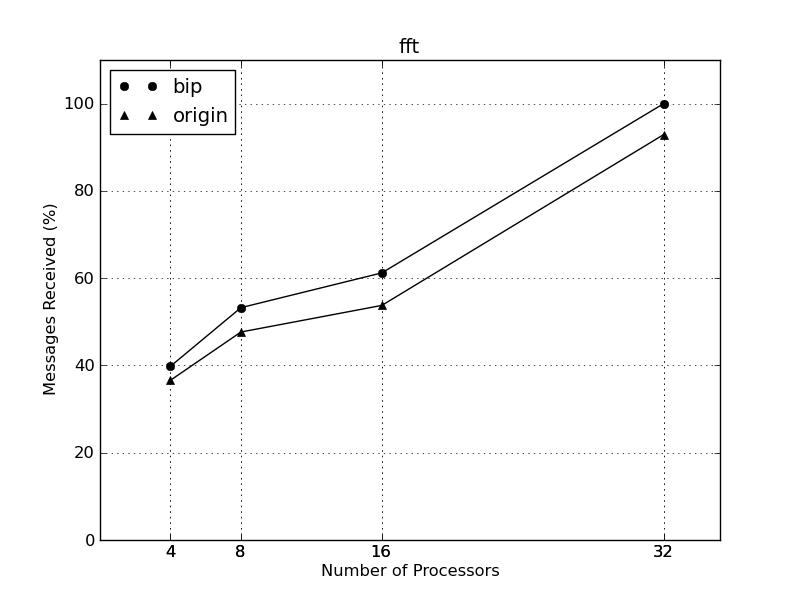 fft
bip
origin
100
80
60
40
20
0
Messages Received (%)
4 8 16 32
Number of Processors